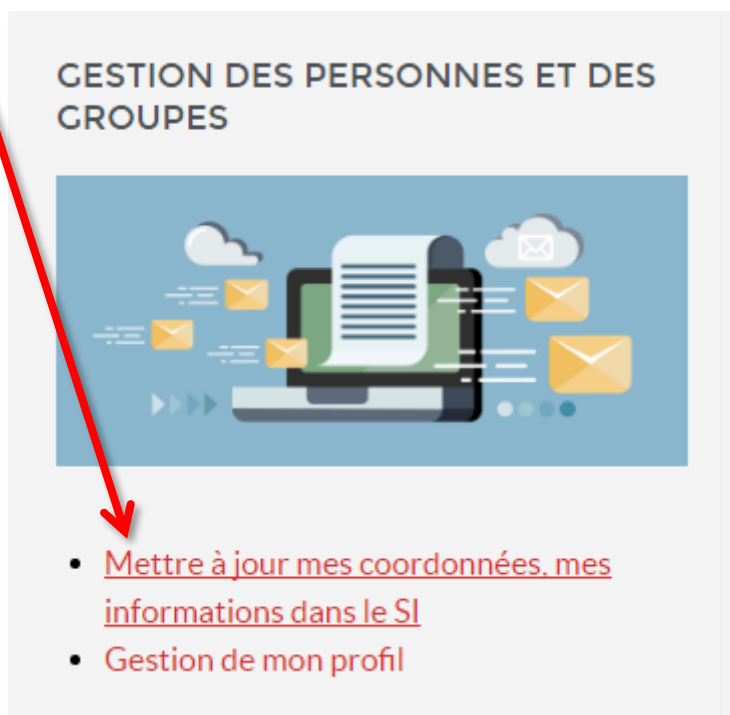 GESTION DES PERSONNES ET DES
GROUPES
Mettre à jour mes coordonnées, mes
informations dans le SI
Gestion de mon profil